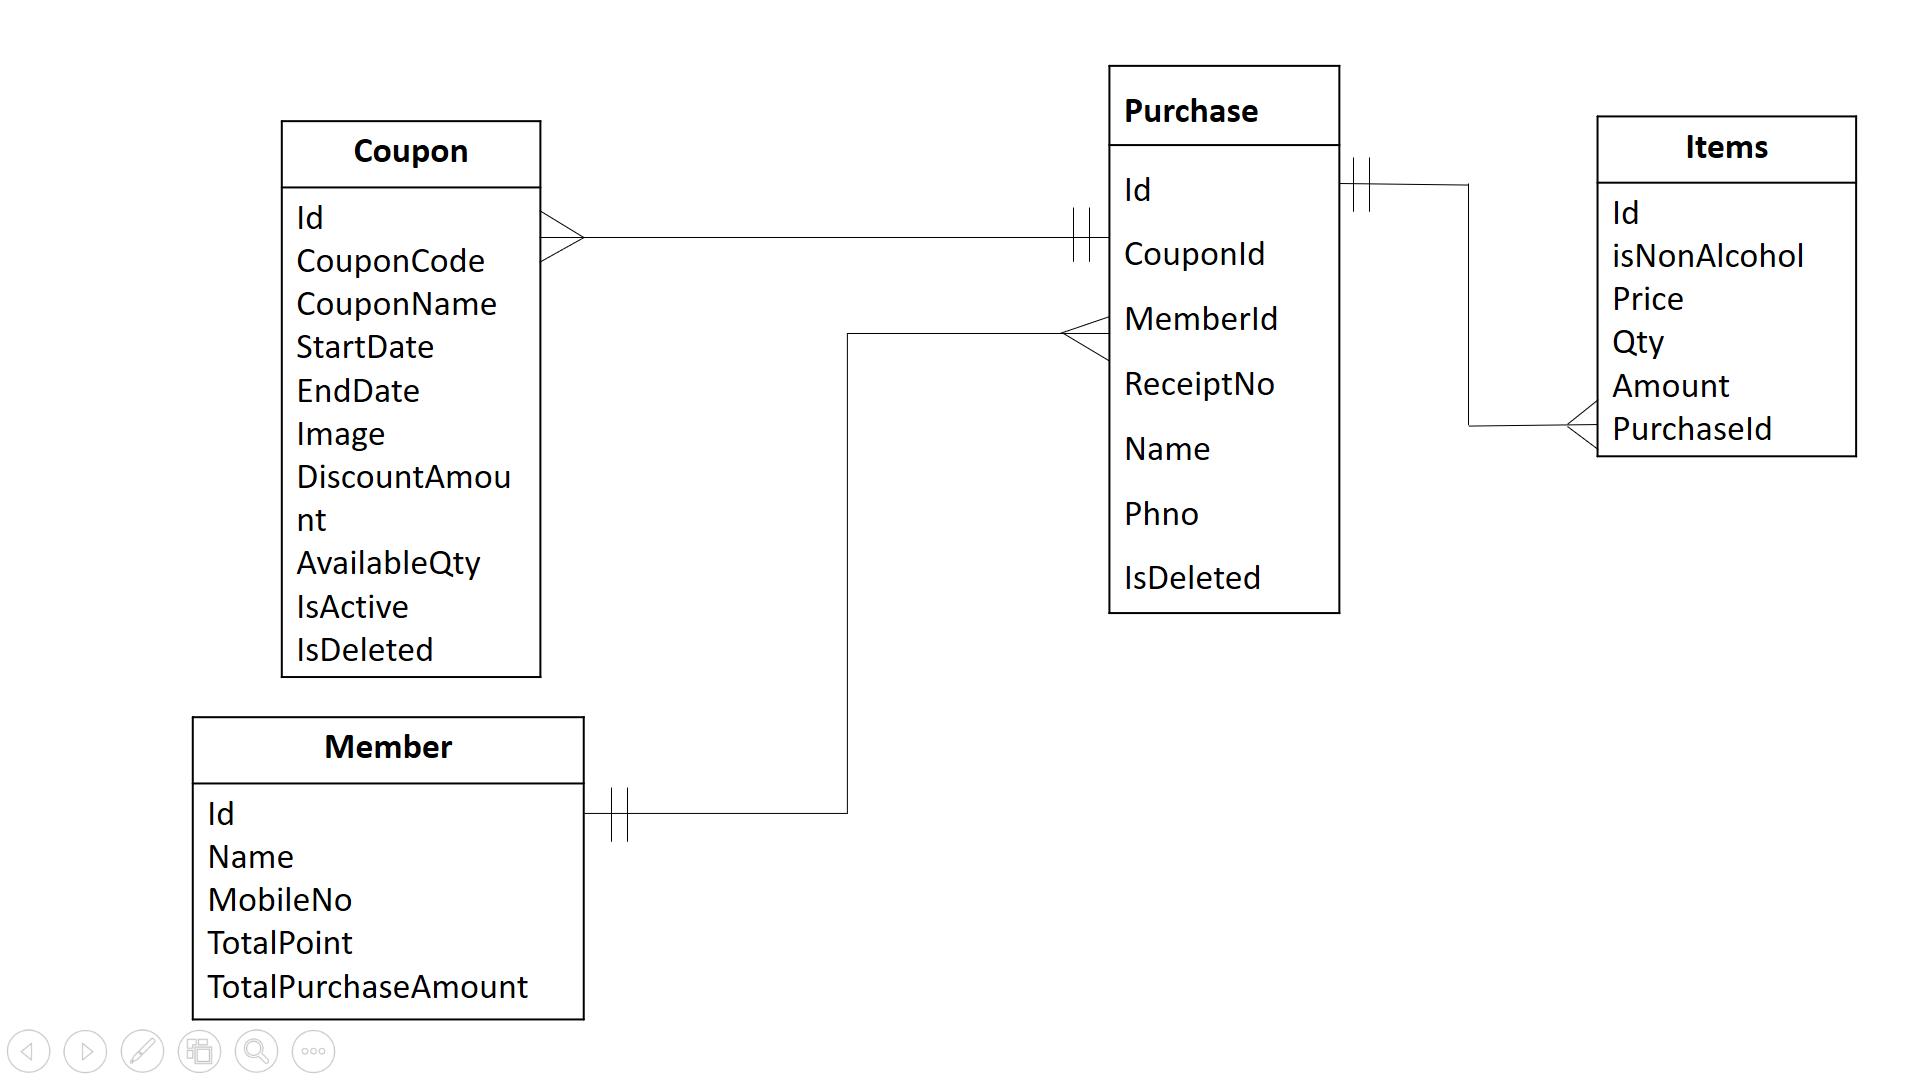 Coupon
Id
CouponCode
CouponName
StartDate
EndDate
Image
DiscountAmou
nt
AvailableQty
IsActive
IsDeleted
Member
Id
Name
MobileNo
TotalPoint
TotalPurchaseAmount
Purchase
Id
CouponId
MemberId
ReceiptNo
Name
Phno
IsDeleted
Items
Id
isNonAlcohol
Price
Qty
Amount
PurchaseId